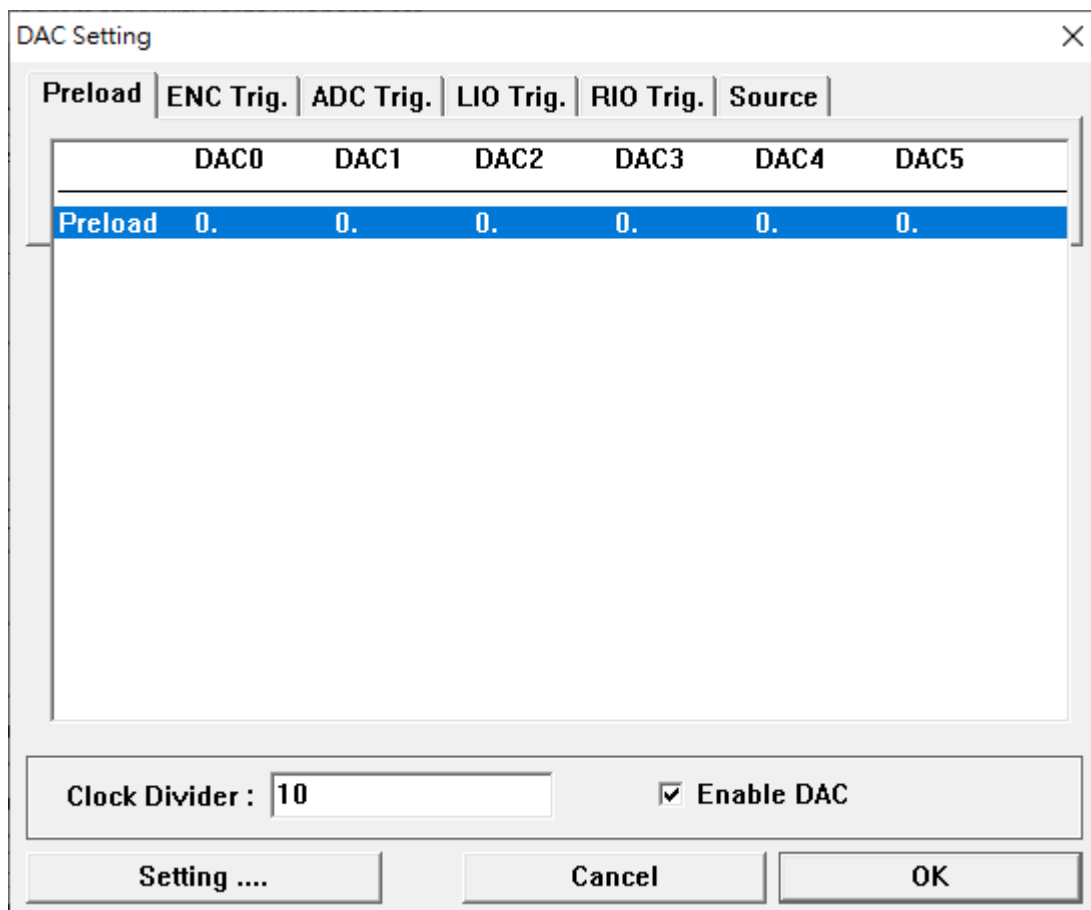 DAC Setting
Preload ENC Trig. ADC Trig. LIO Trig. RIO Trig. Source
DAC0 DAC1 DAC2 DAC3 DAC4 DAC5
Preload 0. 0. 0. 0. 0. 0.
Clock Divider : 10 Enable DAC
Setting .... Cancel OK